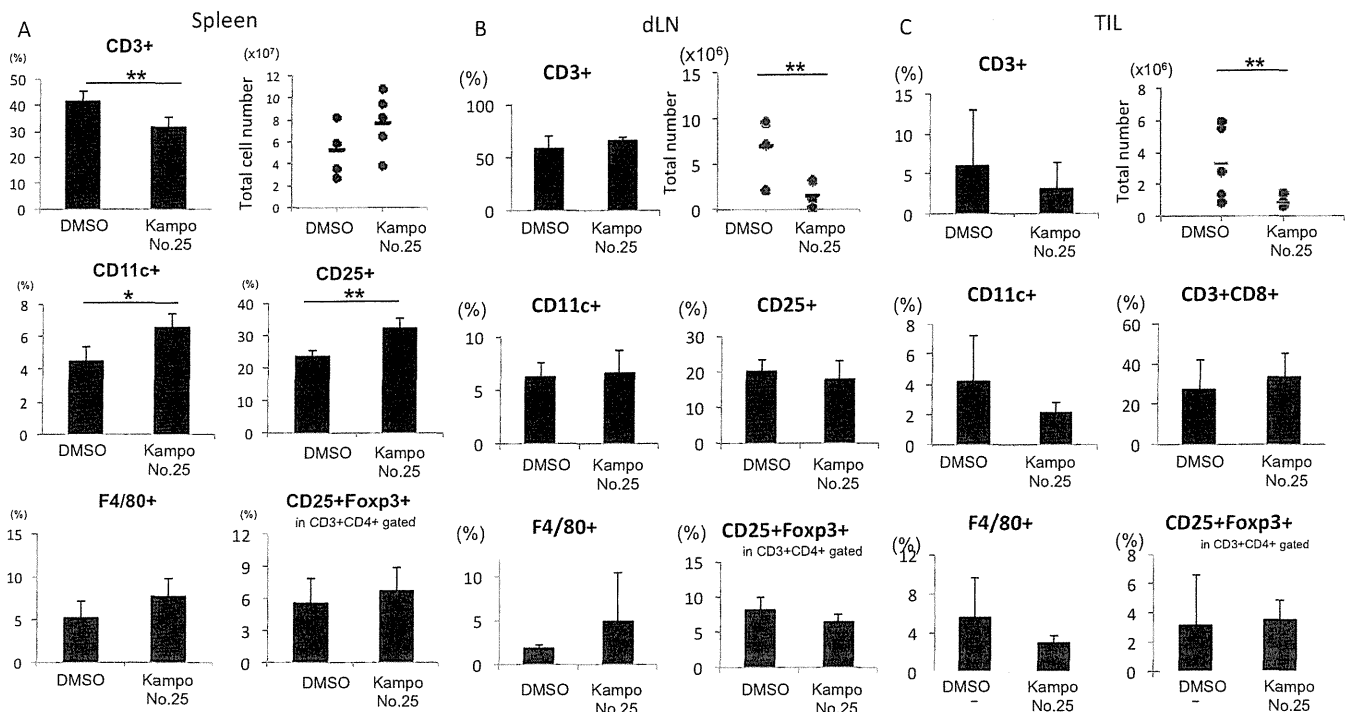 A
Spleen
CD3+
(%)
**
50
40
30
20
10
0
DMSO
Kampo
No.25
(x10⁷)
Total cell number
12
10
8
6
4
2
0
DMSO
Kampo
No.25
CD11c+
(%)
*
8
6
4
2
0
DMSO
Kampo
No.25
CD25+
(%)
**
40
30
20
10
0
DMSO
Kampo
No.25
F4/80+
(%)
15
10
5
0
DMSO
Kampo
No.25
CD25+Foxp3+
in CD3+CD4+ gated
(%)
12
9
6
3
0
DMSO
Kampo
No.25
B
dLN
CD3+
(%)
100
50
0
DMSO
Kampo
No.25
(x10⁶)
**
Total number
15
10
5
0
DMSO
Kampo
No.25
CD11c+
(%)
10
5
0
DMSO
Kampo
No.25
CD25+
(%)
30
20
10
0
DMSO
Kampo
No.25
F4/80+
(%)
10
5
0
DMSO
Kampo
No.25
CD25+Foxp3+
in CD3+CD4+ gated
(%)
15
10
5
0
DMSO
Kampo
No.25
C
TIL
CD3+
(%)
15
10
5
0
DMSO
Kampo
No.25
(x10⁶)
**
Total number
8
6
4
2
0
DMSO
Kampo
No.25
CD11c+
(%)
8
6
4
2
0
DMSO
Kampo
No.25
CD3+CD8+
(%)
60
40
20
0
DMSO
Kampo
No.25
F4/80+
(%)
12
8
4
0
DMSO
–
Kampo
No.25
CD25+Foxp3+
in CD3+CD4+ gated
(%)
8
6
4
2
0
DMSO
–
Kampo
No.25